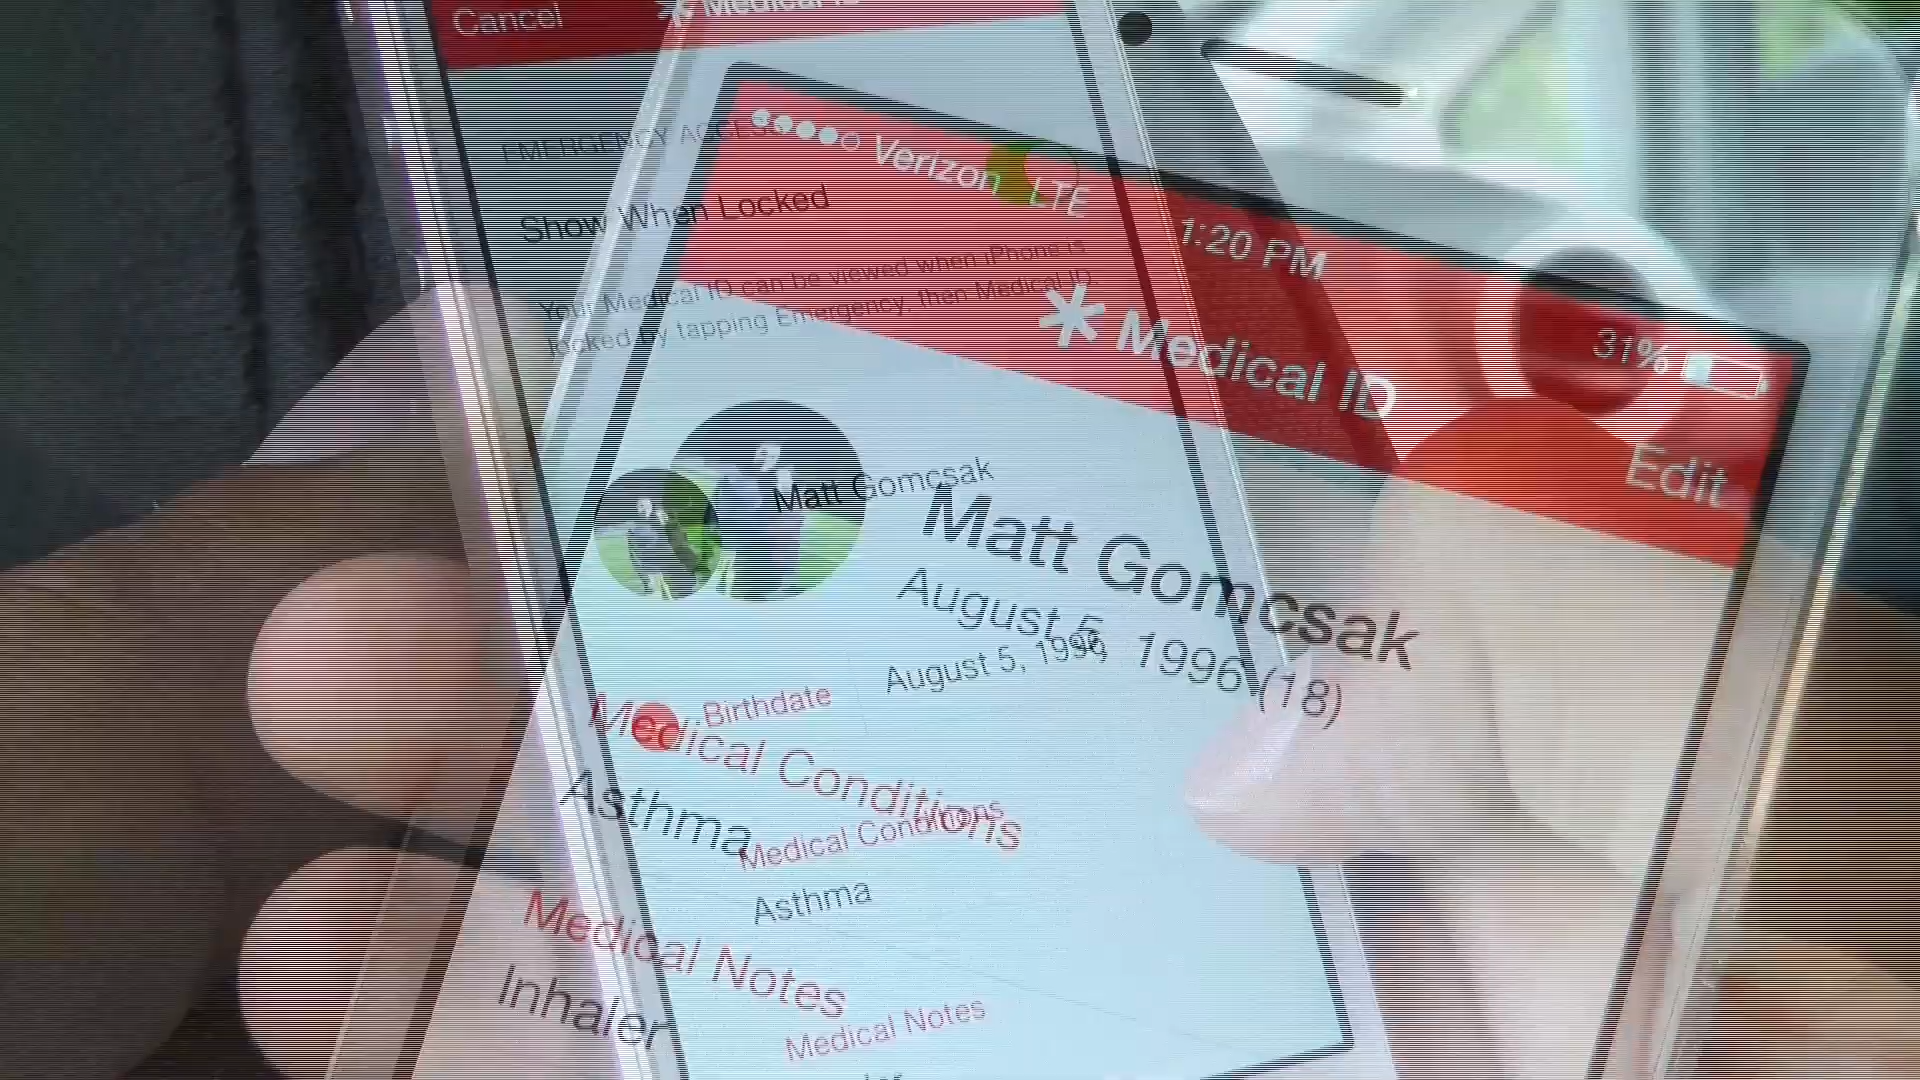 Cancel
Medical ID
EMERGENCY ACCESS
Show When Locked
Your Medical ID can be viewed when iPhone is
locked by tapping Emergency, then Medical ID.
Matt Gomcsak
Birthdate August 5, 1996
Medical Conditions
Asthma
Medical Notes
Verizon LTE 1:20 PM 31%
Medical ID
Edit
Matt Gomcsak
August 5, 1996 (18)
Medical Conditions
Asthma
Medical Notes
Inhaler